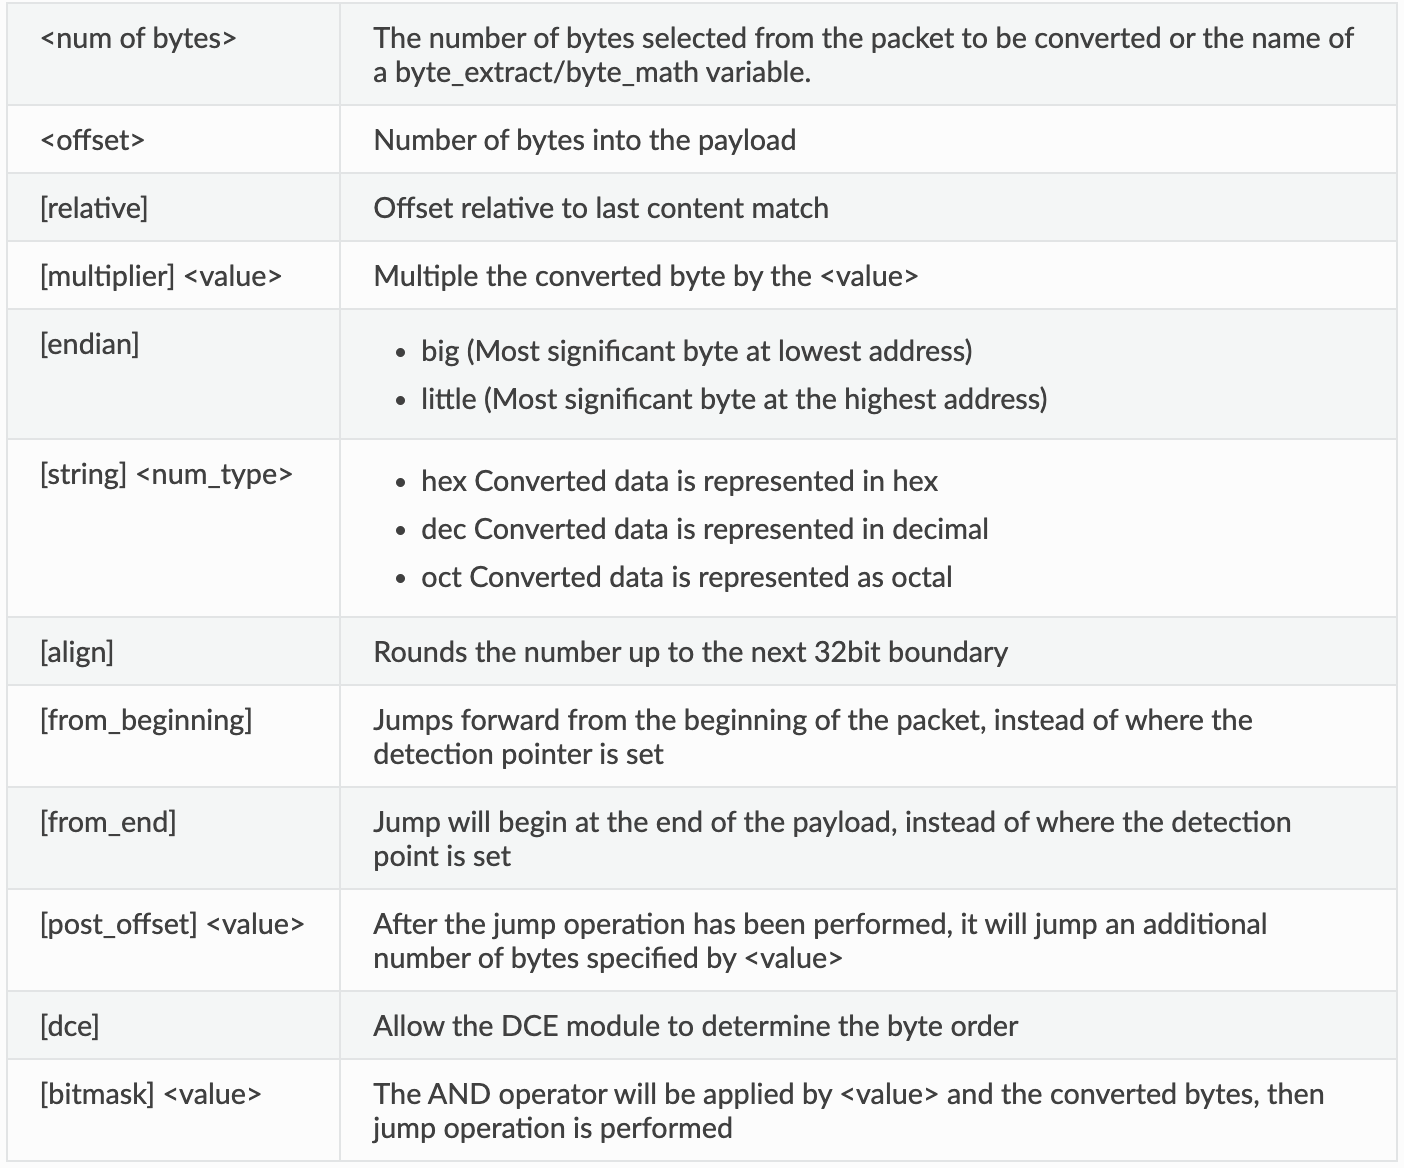 <num of bytes>
The number of bytes selected from the packet to be converted or the name of
a byte_extract/byte_math variable.
<offset>
Number of bytes into the payload
[relative]
Offset relative to last content match
[multiplier] <value>
Multiple the converted byte by the <value>
[endian]
• big (Most significant byte at lowest address)
• little (Most significant byte at the highest address)
[string] <num_type>
• hex Converted data is represented in hex
• dec Converted data is represented in decimal
• oct Converted data is represented as octal
[align]
Rounds the number up to the next 32bit boundary
[from_beginning]
Jumps forward from the beginning of the packet, instead of where the
detection pointer is set
[from_end]
Jump will begin at the end of the payload, instead of where the detection
point is set
[post_offset] <value>
After the jump operation has been performed, it will jump an additional
number of bytes specified by <value>
[dce]
Allow the DCE module to determine the byte order
[bitmask] <value>
The AND operator will be applied by <value> and the converted bytes, then
jump operation is performed